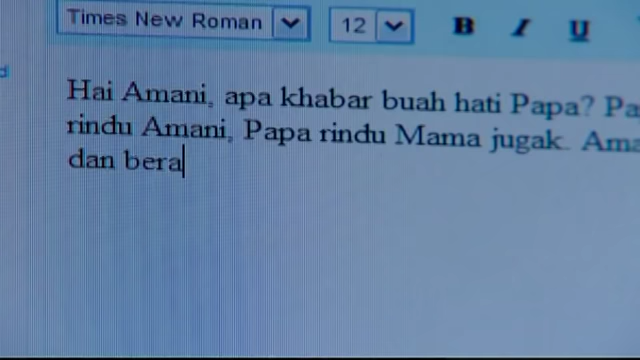 Times New Roman 12 B I U
Hai Amani, apa khabar buah hati Papa? Pa
rindu Amani, Papa rindu Mama jugak. Ama
dan bera